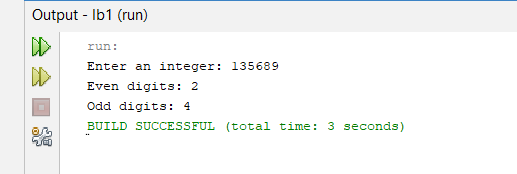 Output - lb1 (run)
run:
Enter an integer: 135689
Even digits: 2
Odd digits: 4
BUILD SUCCESSFUL (total time: 3 seconds)